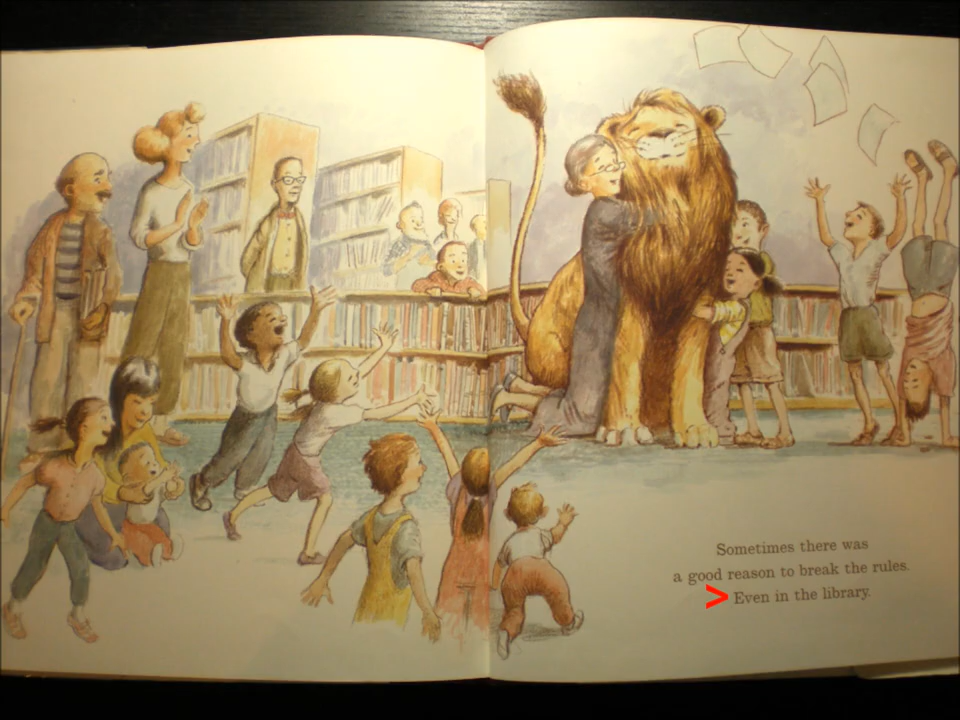 Sometimes there was
a good reason to break the rules.
> Even in the library.